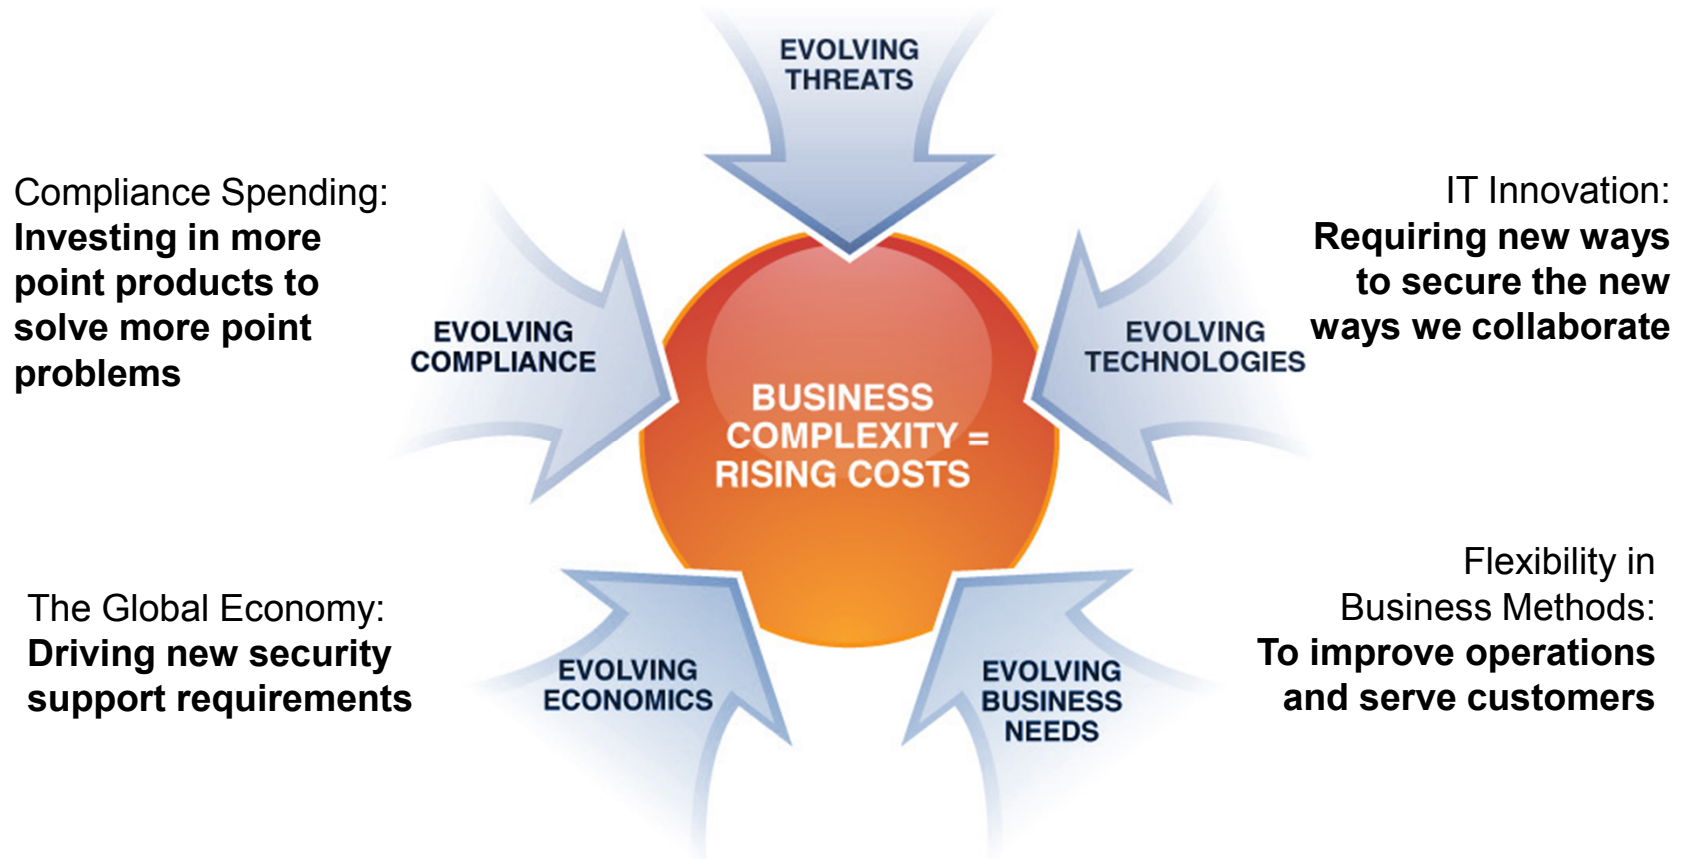 EVOLVING
THREATS
Compliance Spending:
Investing in more
point products to
solve more point
problems
EVOLVING
COMPLIANCE
IT Innovation:
Requiring new ways
to secure the new
ways we collaborate
EVOLVING
TECHNOLOGIES
BUSINESS
COMPLEXITY =
RISING COSTS
The Global Economy:
Driving new security
support requirements
EVOLVING
ECONOMICS
EVOLVING
BUSINESS
NEEDS
Flexibility in
Business Methods:
To improve operations
and serve customers